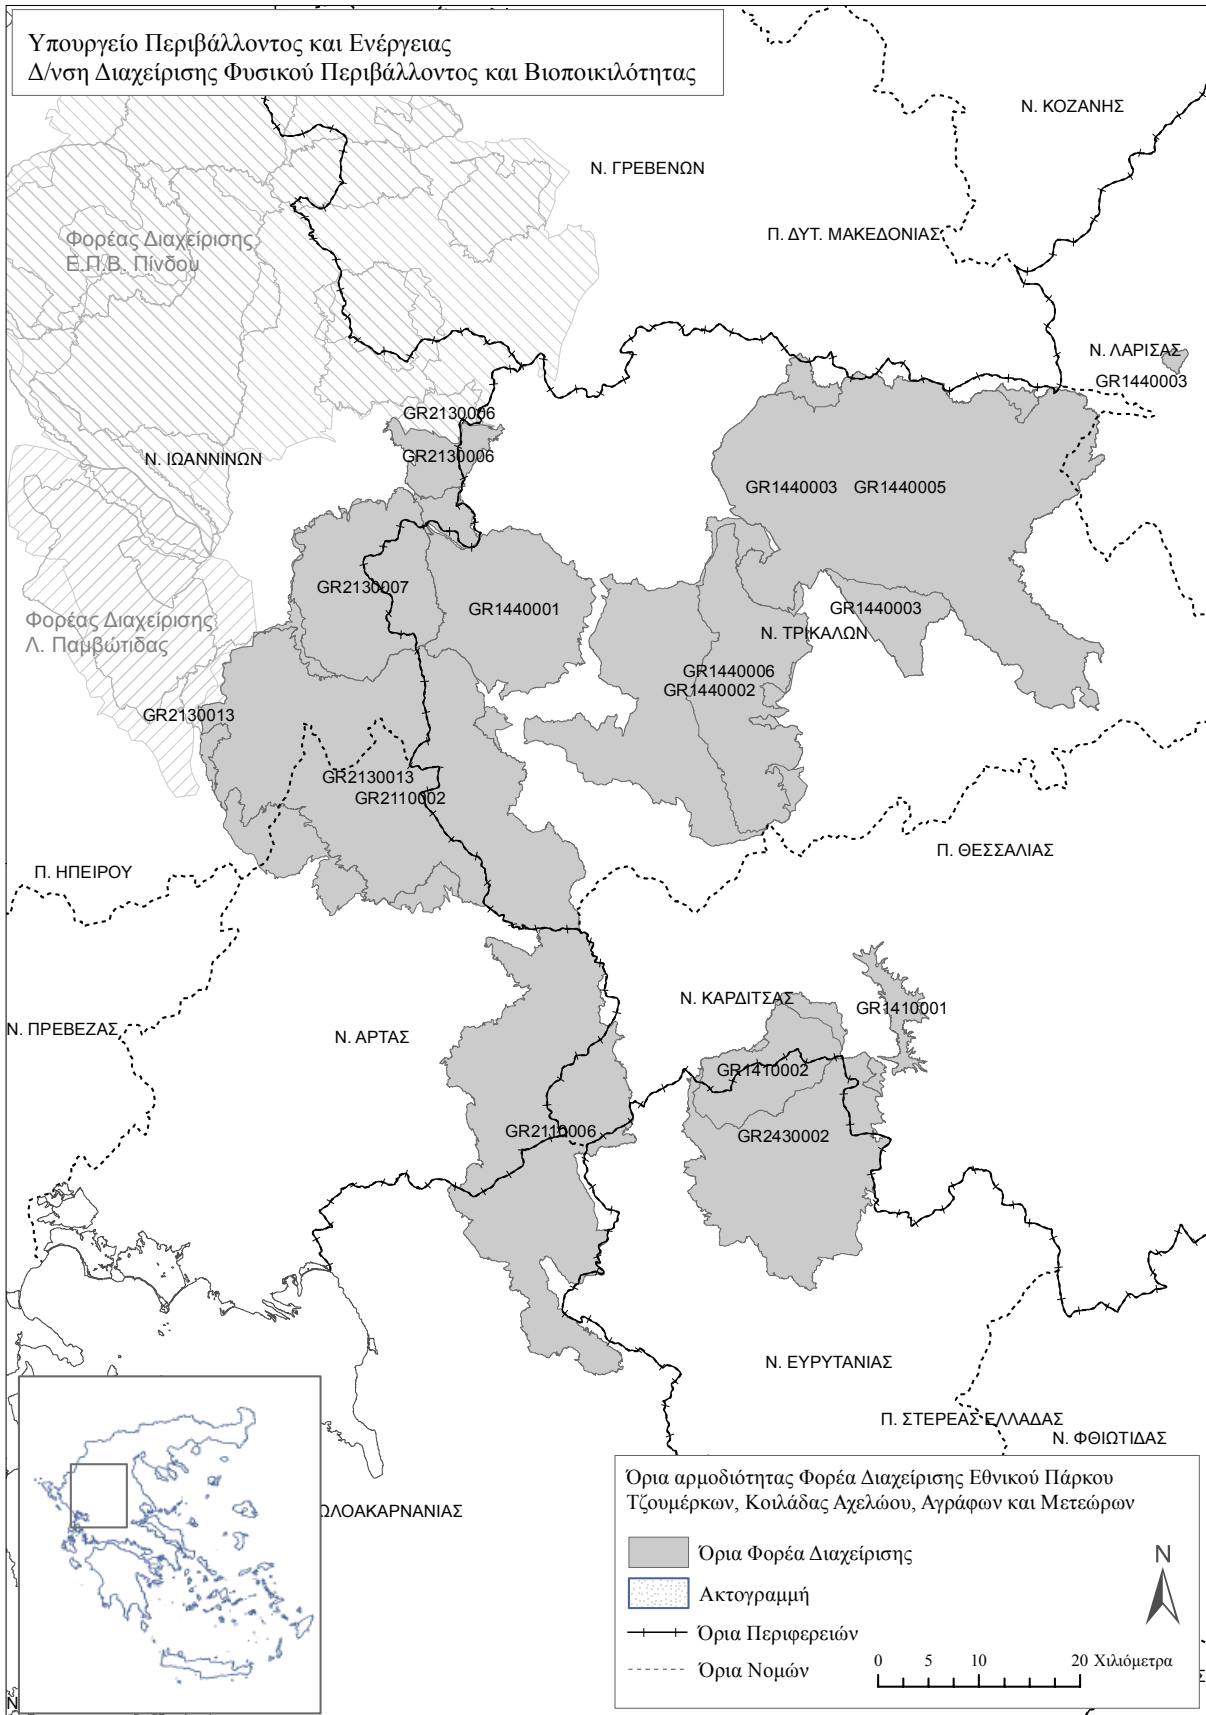 Υπουργείο Περιβάλλοντος και Ενέργειας
Δ/νση Διαχείρισης Φυσικού Περιβάλλοντος και Βιοποικιλότητας
Ν. ΚΟΖΑΝΗΣ
Ν. ΓΡΕΒΕΝΩΝ
Π. ΔΥΤ. ΜΑΚΕΔΟΝΙΑΣ
Φορέας Διαχείρισης
Ε.Π.Β. Πίνδου
Ν. ΛΑΡΙΣΑΣ
GR1440003
GR2130006
GR2130006
Ν. ΙΩΑΝΝΙΝΩΝ
GR1440003
GR1440005
GR2130007
GR1440001
GR1440003
Φορέας Διαχείρισης
Λ. Παμβώτιδας
Ν. ΤΡΙΚΑΛΩΝ
GR1440006
GR1440002
GR2130013
GR2130013
GR2110002
Π. ΘΕΣΣΑΛΙΑΣ
Π. ΗΠΕΙΡΟΥ
Ν. ΚΑΡΔΙΤΣΑΣ
GR1410001
Ν. ΠΡΕΒΕΖΑΣ
Ν. ΑΡΤΑΣ
GR1410002
GR2110006
GR2430002
Ν. ΕΥΡΥΤΑΝΙΑΣ
Π. ΣΤΕΡΕΑΣ ΕΛΛΑΔΑΣ
Ν. ΦΘΙΩΤΙΔΑΣ
ΩΛΟΑΚΑΡΝΑΝΙΑΣ
Όρια αρμοδιότητας Φορέα Διαχείρισης Εθνικού Πάρκου
Τζουμέρκων, Κοιλάδας Αχελώου, Αγράφων και Μετεώρων
Όρια Φορέα Διαχείρισης
Ακτογραμμή
Όρια Περιφερειών
Όρια Νομών
N
0 5 10 20 Χιλιόμετρα
Ν